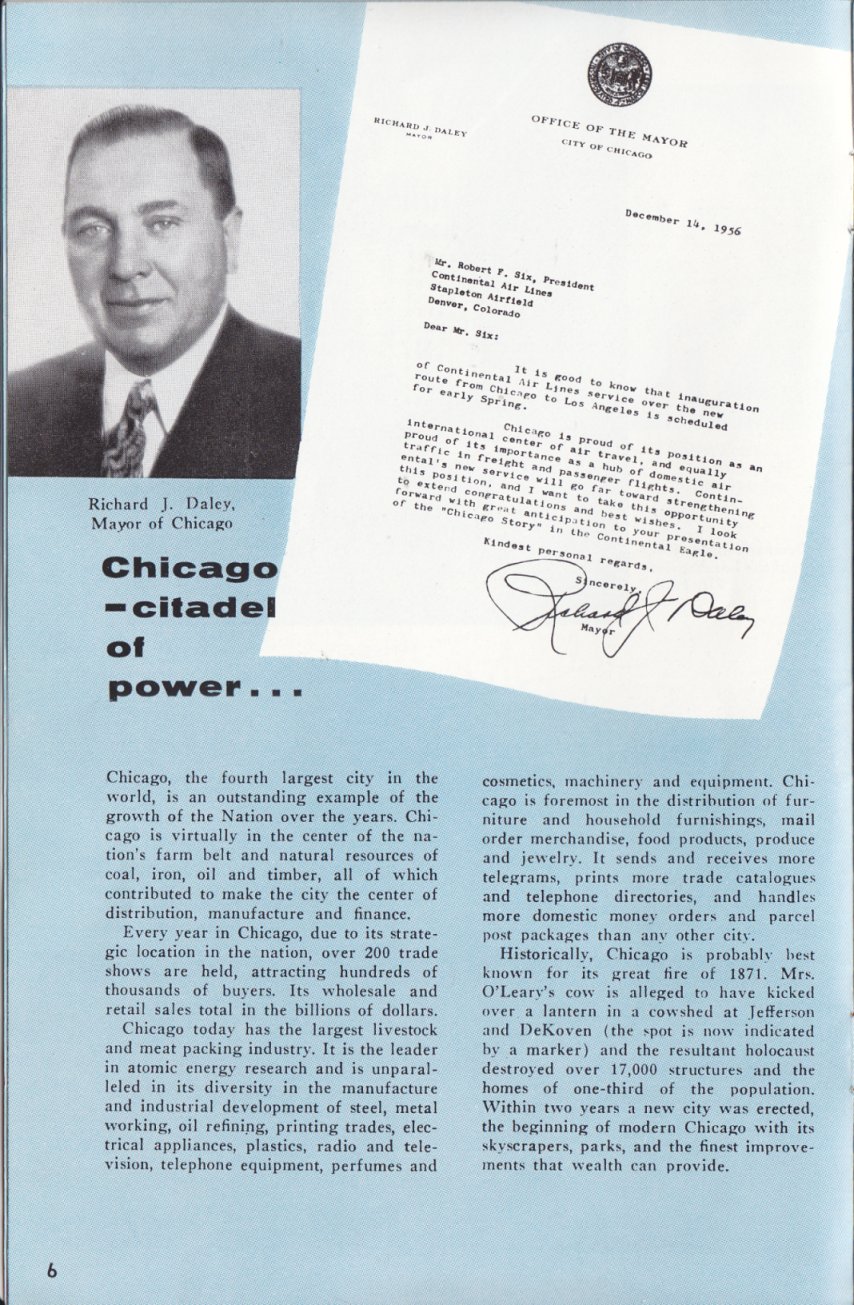 RICHARD J. DALEY
MAYOR
OFFICE OF THE MAYOR
CITY OF CHICAGO
December 14, 1956
Mr. Robert F. Six, President
Continental Air Lines
Stapleton Airfield
Denver, Colorado
Dear Mr. Six:
It is good to know that inauguration
of Continental Air Lines service over the new
route from Chicago to Los Angeles is scheduled
for early Spring.
Chicago is proud of its position as an
international center of air travel, and equally
proud of its importance as a hub of domestic air
traffic in freight and passenger flights. Contin-
ental's new service will go far toward strengthening
this position, and I want to take this opportunity
to extend congratulations and best wishes. I look
forward with great anticipation to your presentation
of the "Chicago Story" in the Continental Eagle.
Kindest personal regards,
Sincerely,
Richard J. Daley
Mayor
Richard J. Daley,
Mayor of Chicago
Chicago
-citadel
of
power...
Chicago, the fourth largest city in the
world, is an outstanding example of the
growth of the Nation over the years. Chi-
cago is virtually in the center of the na-
tion's farm belt and natural resources of
coal, iron, oil and timber, all of which
contributed to make the city the center of
distribution, manufacture and finance.
Every year in Chicago, due to its strate-
gic location in the nation, over 200 trade
shows are held, attracting hundreds of
thousands of buyers. Its wholesale and
retail sales total in the billions of dollars.
Chicago today has the largest livestock
and meat packing industry. It is the leader
in atomic energy research and is unparal-
leled in its diversity in the manufacture
and industrial development of steel, metal
working, oil refining, printing trades, elec-
trical appliances, plastics, radio and tele-
vision, telephone equipment, perfumes and
cosmetics, machinery and equipment. Chi-
cago is foremost in the distribution of fur-
niture and household furnishings, mail
order merchandise, food products, produce
and jewelry. It sends and receives more
telegrams, prints more trade catalogues
and telephone directories, and handles
more domestic money orders and parcel
post packages than any other city.
Historically, Chicago is probably best
known for its great fire of 1871. Mrs.
O'Leary's cow is alleged to have kicked
over a lantern in a cowshed at Jefferson
and DeKoven (the spot is now indicated
by a marker) and the resultant holocaust
destroyed over 17,000 structures and the
homes of one-third of the population.
Within two years a new city was erected,
the beginning of modern Chicago with its
skyscrapers, parks, and the finest improve-
ments that wealth can provide.
6